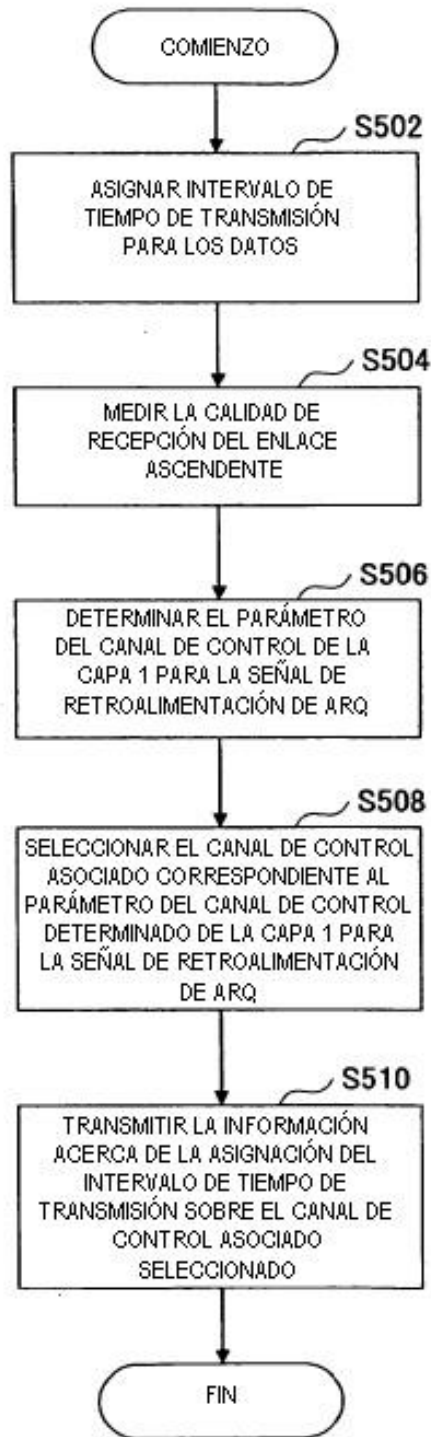 COMIENZO
S502
ASIGNAR INTERVALO DE
TIEMPO DE TRANSMISIÓN
PARA LOS DATOS
S504
MEDIR LA CALIDAD DE
RECEPCIÓN DEL ENLACE
ASCENDENTE
S506
DETERMINAR EL PARÁMETRO
DEL CANAL DE CONTROL DE LA
CAPA 1 PARA LA SEÑAL DE
RETROALIMENTACIÓN DE ARQ
S508
SELECCIONAR EL CANAL DE CONTROL
ASOCIADO CORRESPONDIENTE AL
PARÁMETRO DEL CANAL DE CONTROL
DETERMINADO DE LA CAPA 1 PARA
LA SEÑAL DE RETROALIMENTACIÓN
DE ARQ
S510
TRANSMITIR LA INFORMACIÓN
ACERCA DE LA ASIGNACIÓN DEL
INTERVALO DE TIEMPO DE
TRANSMISIÓN SOBRE EL CANAL DE
CONTROL ASOCIADO
SELECCIONADO
FIN